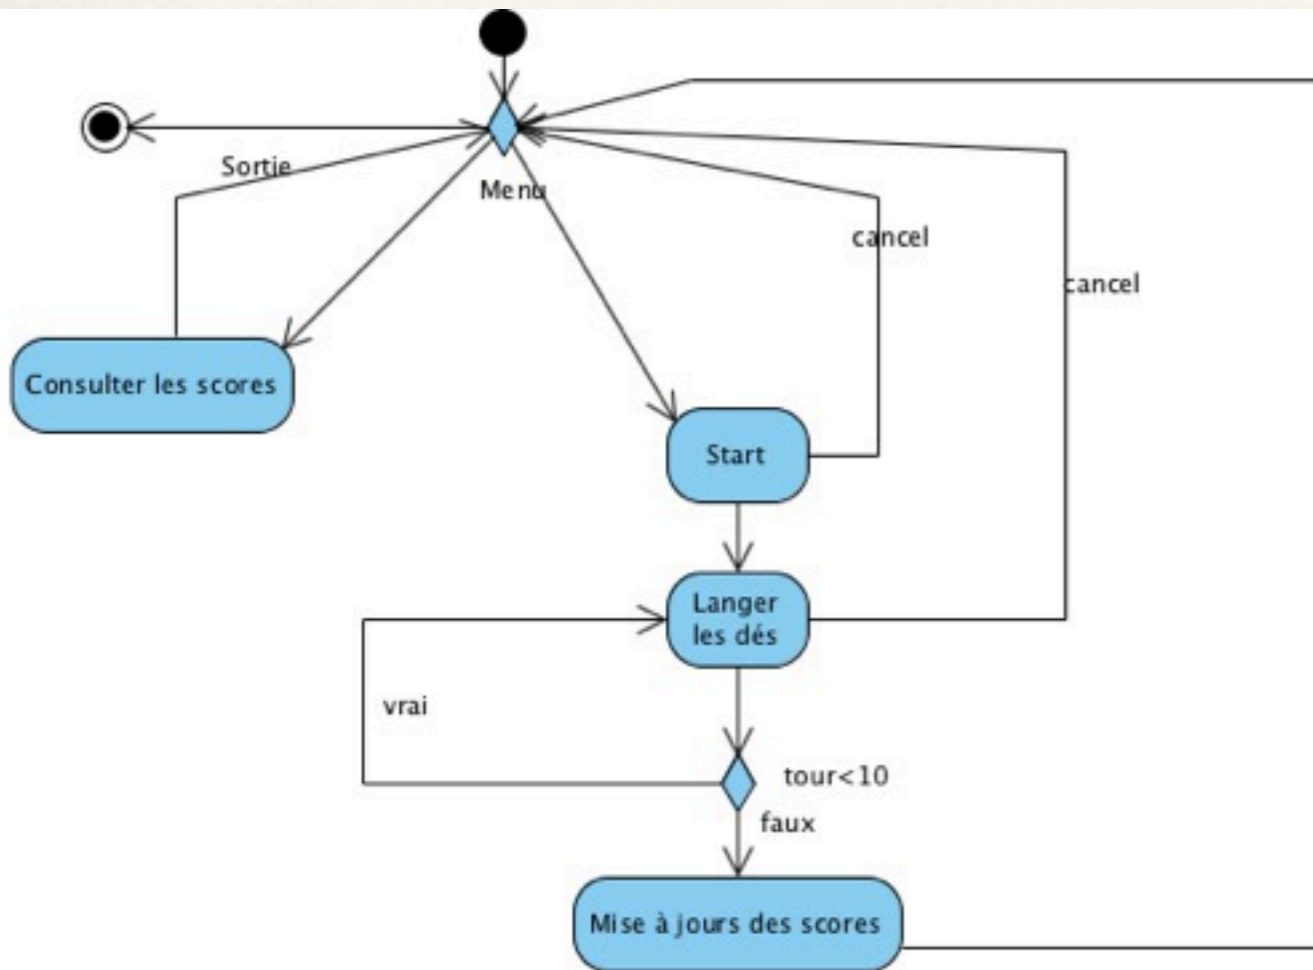 Sortie
Menu
cancel
cancel
Consulter les scores
Start
Langer
les dés
vrai
tour<10
faux
Mise à jours des scores